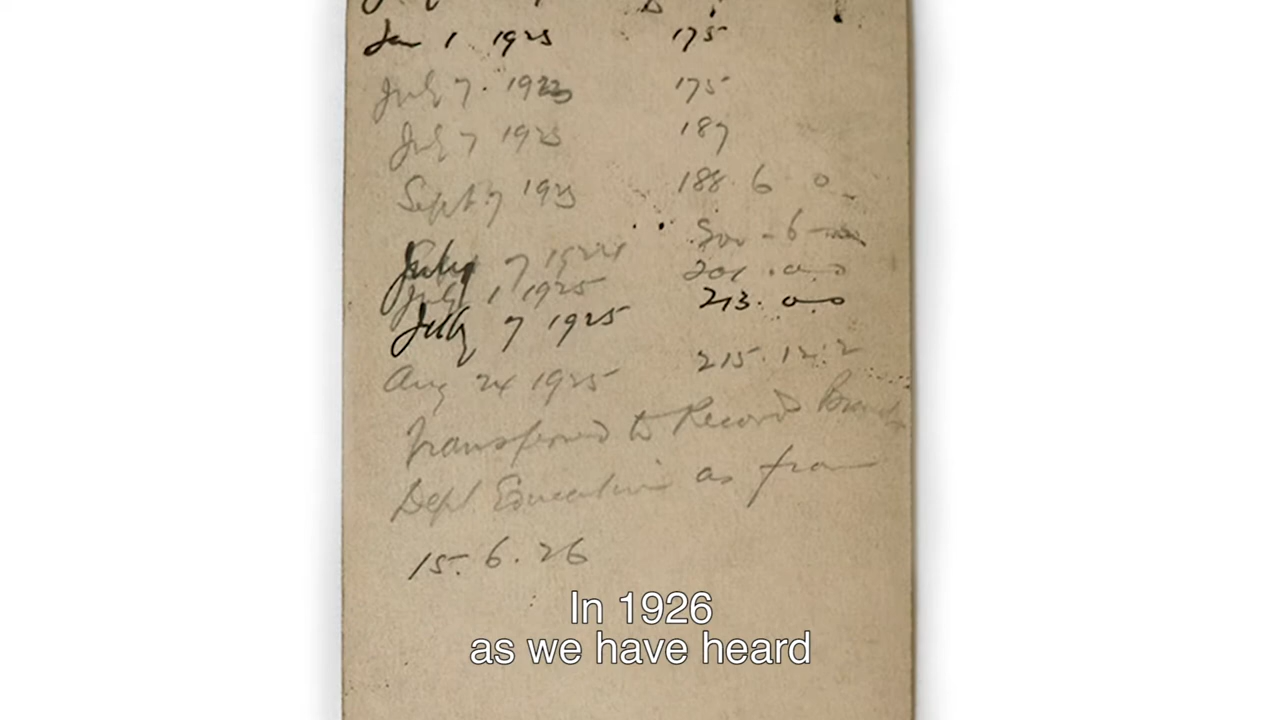 Jan 1 1923 175
July 7. 1923 175
July 7 1923 187
Sept 7 1923 188. 6 0
July 7 1924
July 1 1925 201. 0. 0
July 7 1925 213. 0. 0
Aug 24 1925 215. 12. 2
Transferred to Record Branch
Dept Education as from
15. 6. 26
In 1926
as we have heard